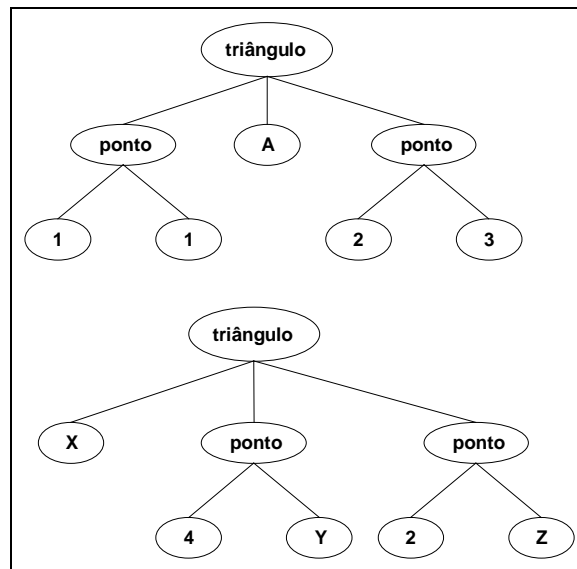 triângulo
ponto A ponto
1 1 2 3
triângulo
X ponto ponto
4 Y 2 Z